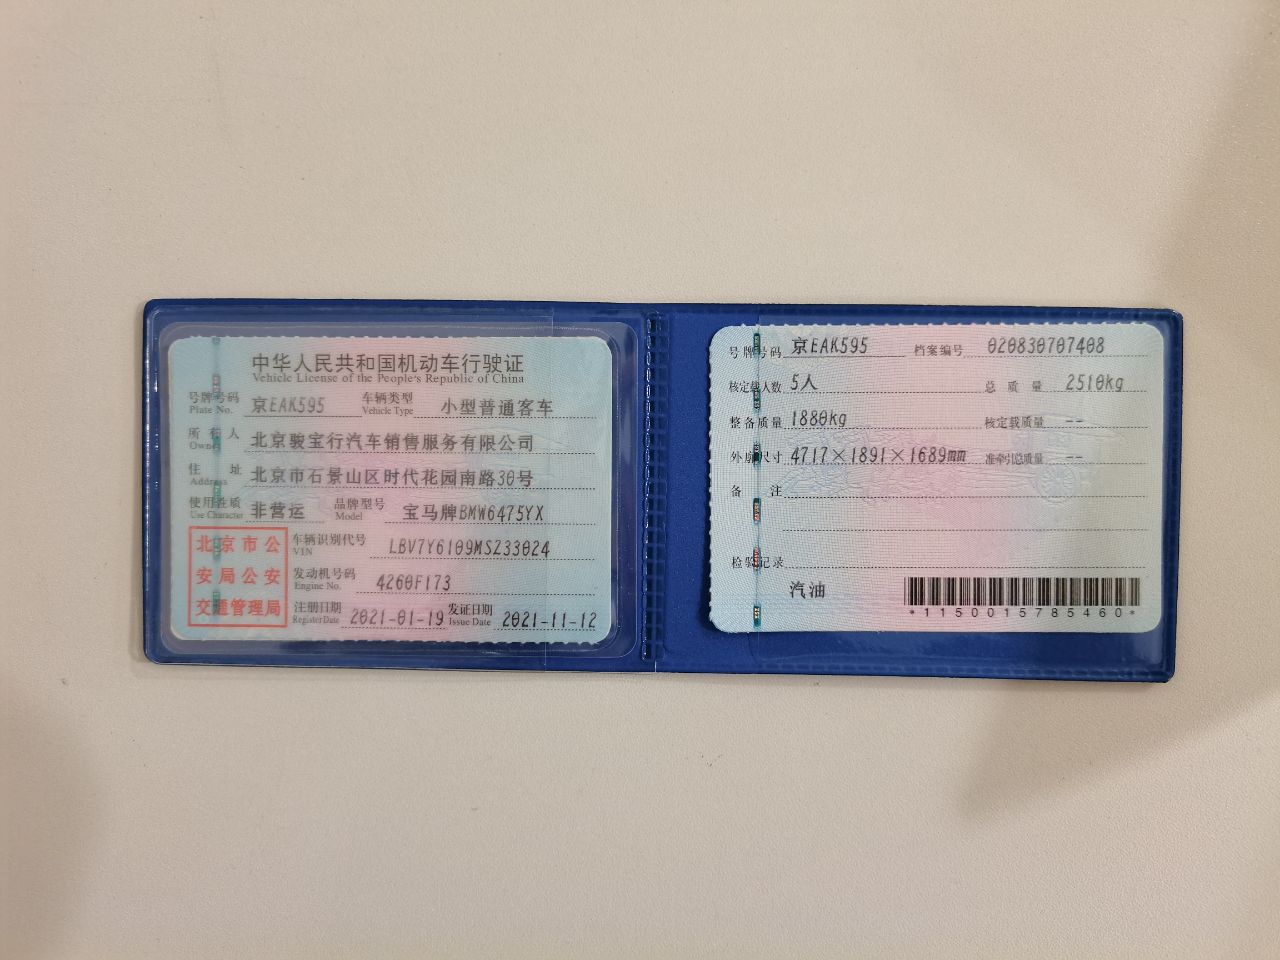 中华人民共和国机动车行驶证
Vehicle License of the People's Republic of China
号牌号码 Plate No. 京EAK595 车辆类型 Vehicle Type 小型普通客车
所有人 Owner 北京骏宝行汽车销售服务有限公司
住址 Address 北京市石景山区时代花园南路30号
使用性质 Use Character 非营运 品牌型号 Model 宝马牌BMW6475YX
北京市公安局公安交通管理局
车辆识别代号 VIN LBV7Y6109MSZ33024
发动机号码 Engine No. 4260F173
注册日期 Register Date 2021-01-19 发证日期 Issue Date 2021-11-12
号牌号码 京EAK595 档案编号 020830707408
核定载人数 5人 总质量 2510kg
整备质量 1880kg 核定载质量 --
外廓尺寸 4717×1891×1689mm 准牵引总质量 --
备注
检验记录
汽油
*1150015785460*